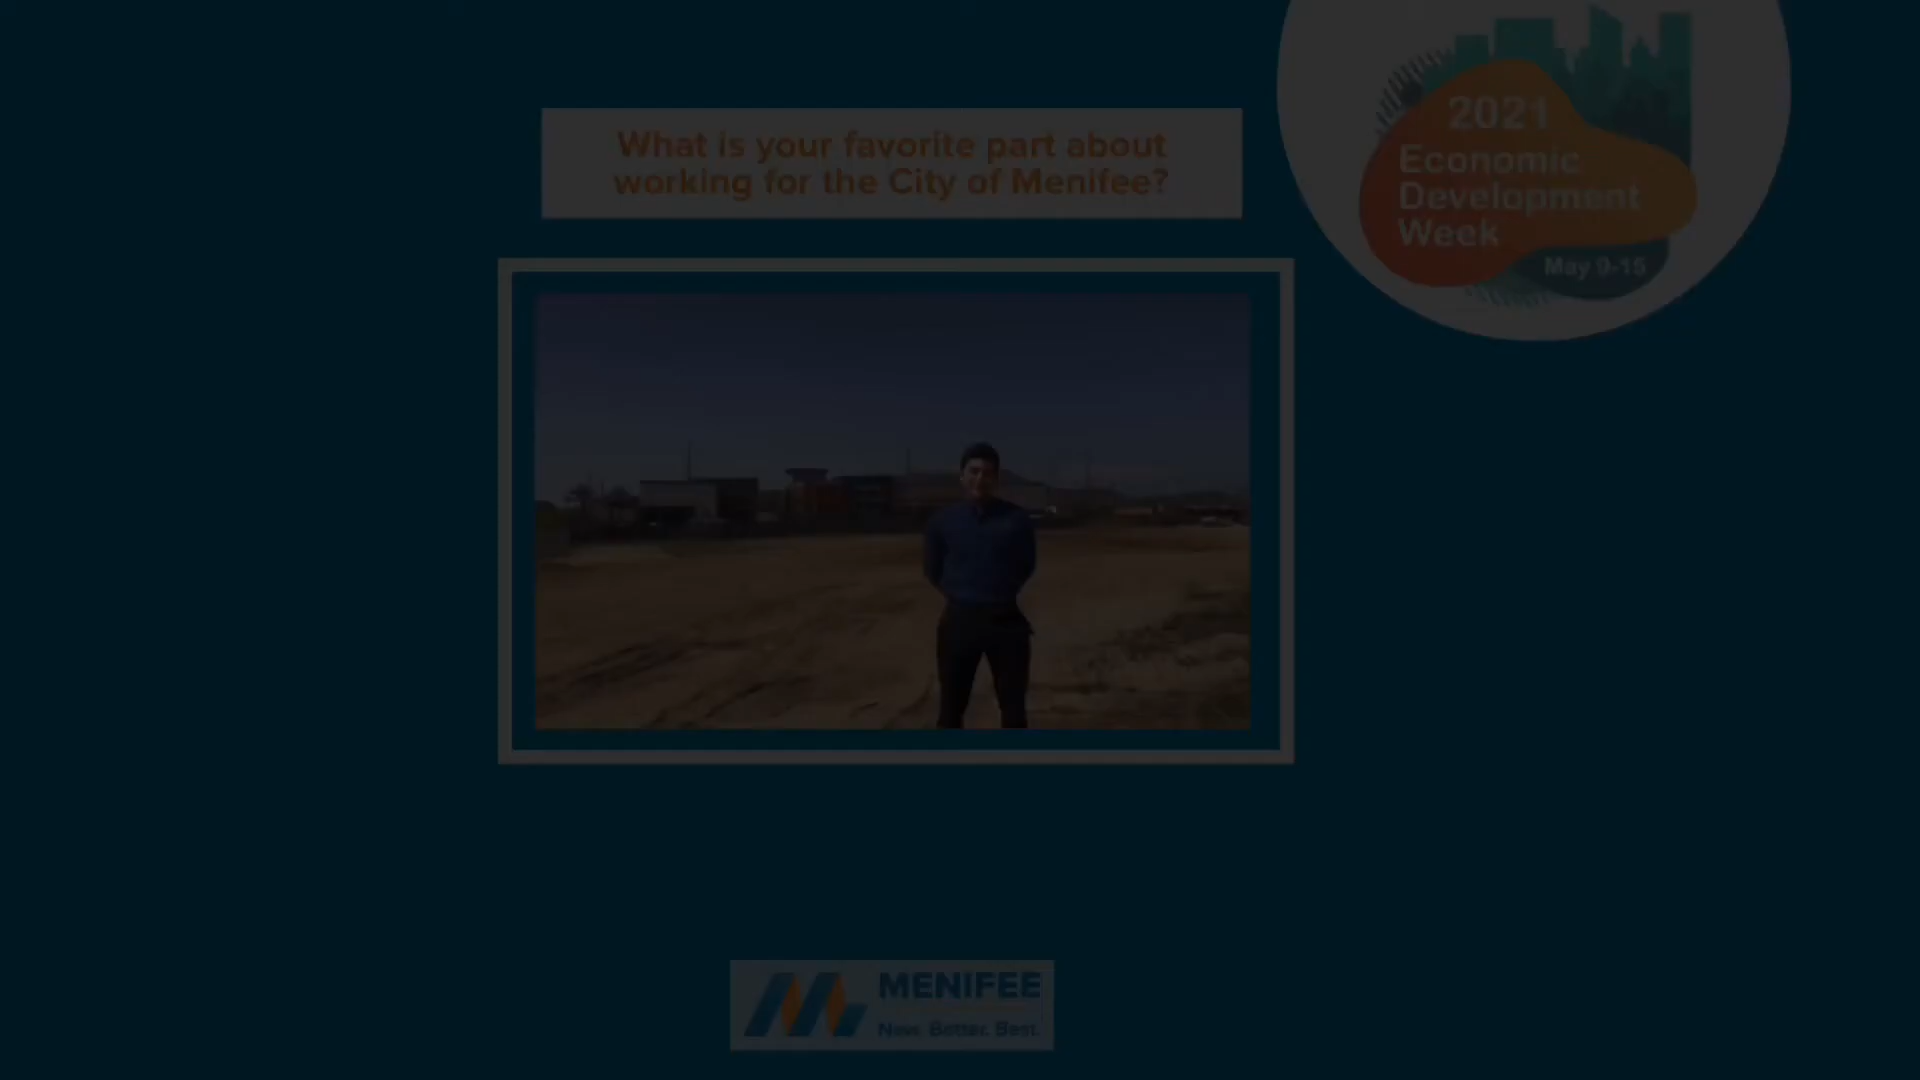 What is your favorite part about
working for the City of Menifee?
2021
Economic
Development
Week
May 9-15
MENIFEE
New. Better. Best.